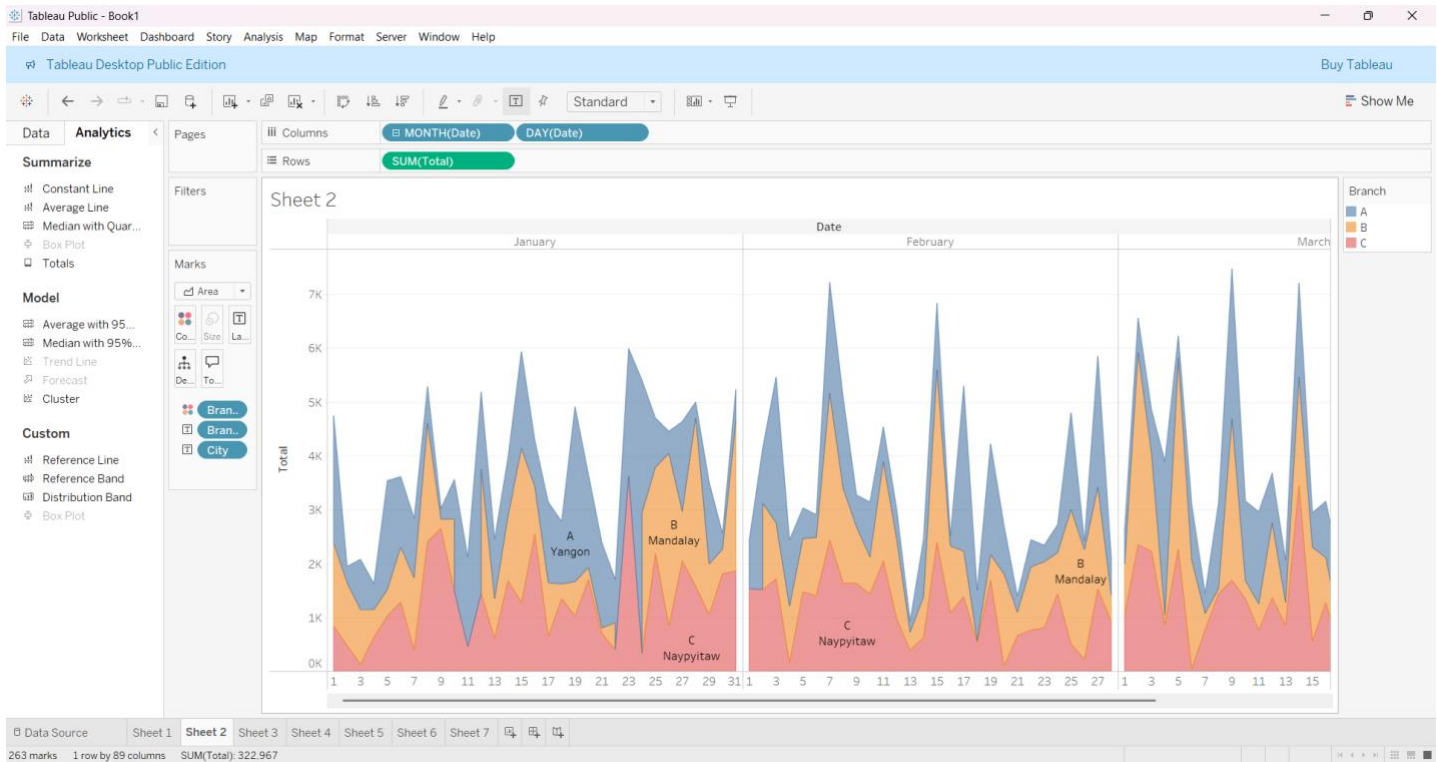 Tableau Public - Book1
File Data Worksheet Dashboard Story Analysis Map Format Server Window Help
Tableau Desktop Public Edition Buy Tableau
Standard Show Me
Data Analytics
Summarize
Constant Line
Average Line
Median with Quar...
Box Plot
Totals
Model
Average with 95...
Median with 95%...
Trend Line
Forecast
Cluster
Custom
Reference Line
Reference Band
Distribution Band
Box Plot
Pages
Filters
Marks
Area
Co... Size La...
De... To...
Bran..
Bran..
City
Columns MONTH(Date) DAY(Date)
Rows SUM(Total)
Sheet 2
Date
January February March
Total
7K
6K
5K
4K
3K
2K
1K
0K
A
Yangon
B
Mandalay
C
Naypyitaw
C
Naypyitaw
B
Mandalay
1 3 5 7 9 11 13 15 17 19 21 23 25 27 29 31 1 3 5 7 9 11 13 15 17 19 21 23 25 27 1 3 5 7 9 11 13 15
Branch
A
B
C
Data Source Sheet 1 Sheet 2 Sheet 3 Sheet 4 Sheet 5 Sheet 6 Sheet 7
263 marks 1 row by 89 columns SUM(Total): 322.967